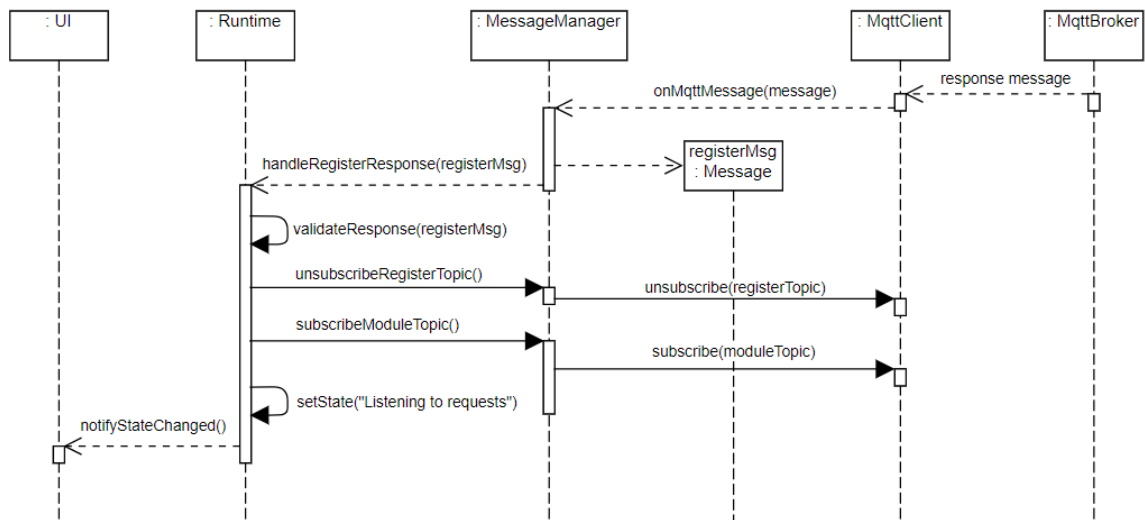 : UI
: Runtime
: MessageManager
: MqttClient
: MqttBroker
response message
onMqttMessage(message)
registerMsg
: Message
handleRegisterResponse(registerMsg)
validateResponse(registerMsg)
unsubscribeRegisterTopic()
unsubscribe(registerTopic)
subscribeModuleTopic()
subscribe(moduleTopic)
setState("Listening to requests")
notifyStateChanged()